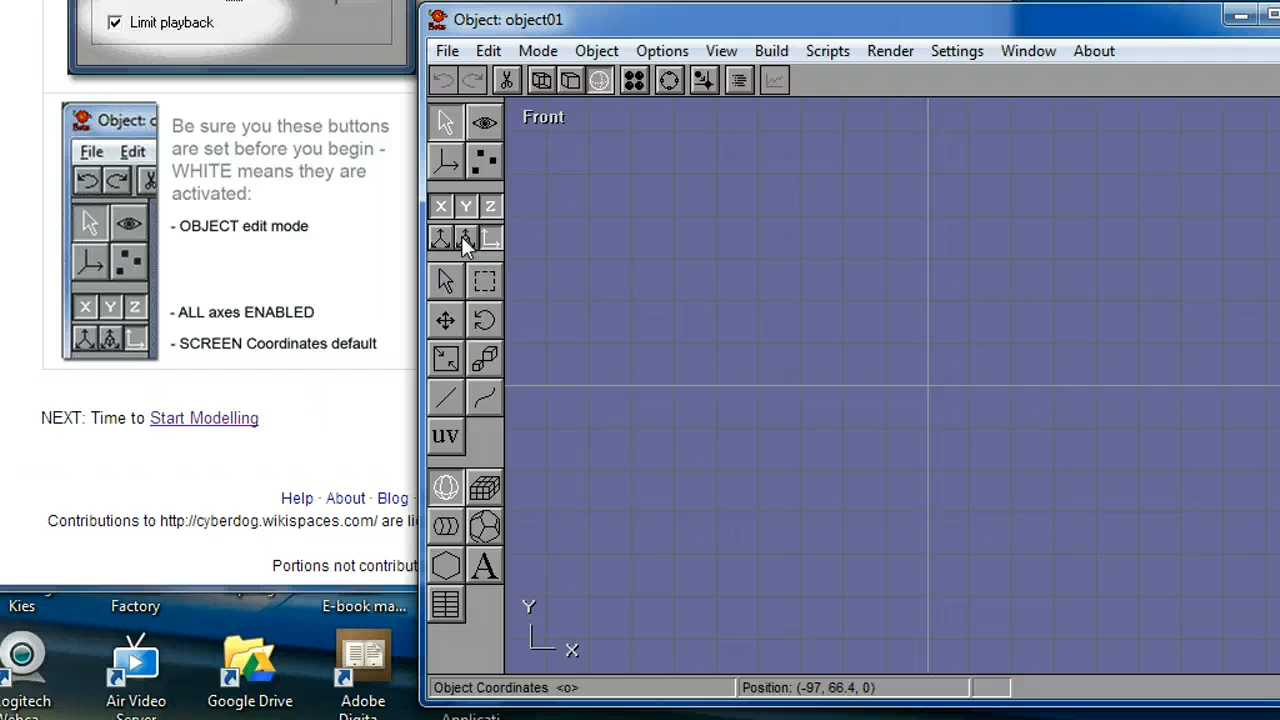 Limit playback
Object: c
File Edit
X Y Z
Be sure you these buttons
are set before you begin -
WHITE means they are
activated:
- OBJECT edit mode
- ALL axes ENABLED
- SCREEN Coordinates default
NEXT: Time to Start Modelling
Help · About · Blog ·
Contributions to http://cyberdog.wikispaces.com/ are li
Portions not contribut
Kies
Factory
E-book ma...
Logitech
Air Video
Server
Google Drive
Adobe
Digita
Object: object01
File Edit Mode Object Options View Build Scripts Render Settings Window About
Front
X Y Z
uv
A
Y
X
Object Coordinates <o>
Position: (-97, 66.4, 0)